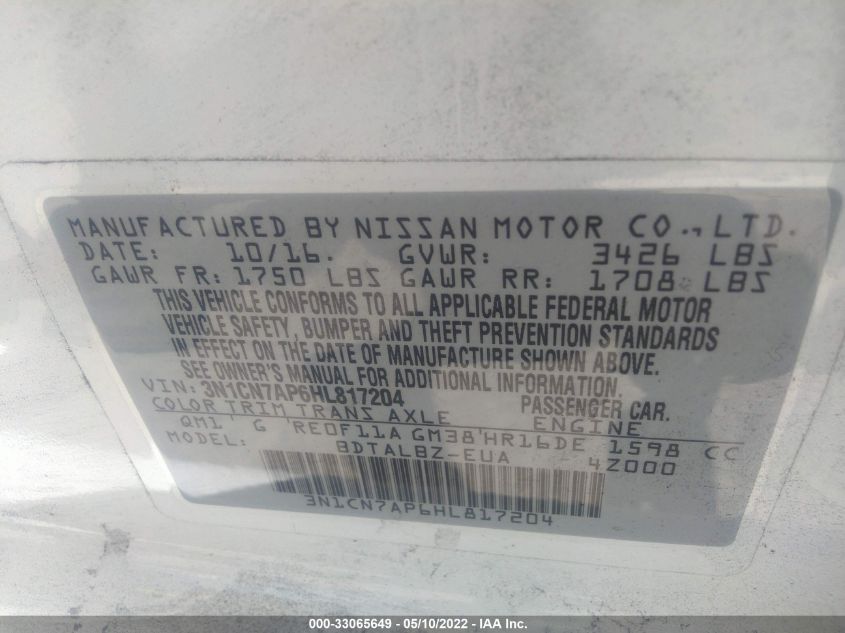 MANUFACTURED BY NISSAN MOTOR CO., LTD.
DATE: 10/16. GVWR: 3426 LBS
GAWR FR: 1750 LBS GAWR RR: 1708 LBS
THIS VEHICLE CONFORMS TO ALL APPLICABLE FEDERAL MOTOR
VEHICLE SAFETY, BUMPER AND THEFT PREVENTION STANDARDS
IN EFFECT ON THE DATE OF MANUFACTURE SHOWN ABOVE.
SEE OWNER'S MANUAL FOR ADDITIONAL INFORMATION.
VIN: 3N1CN7AP6HL817204 PASSENGER CAR.
COLOR TRIM TRANS AXLE ENGINE
QM1 G RE0F11A GM38 HR16DE 1598 CC
MODEL: BDTALBZ-EUA 4Z000
3N1CN7AP6HL817204
000-33065649 - 05/10/2022 - IAA Inc.